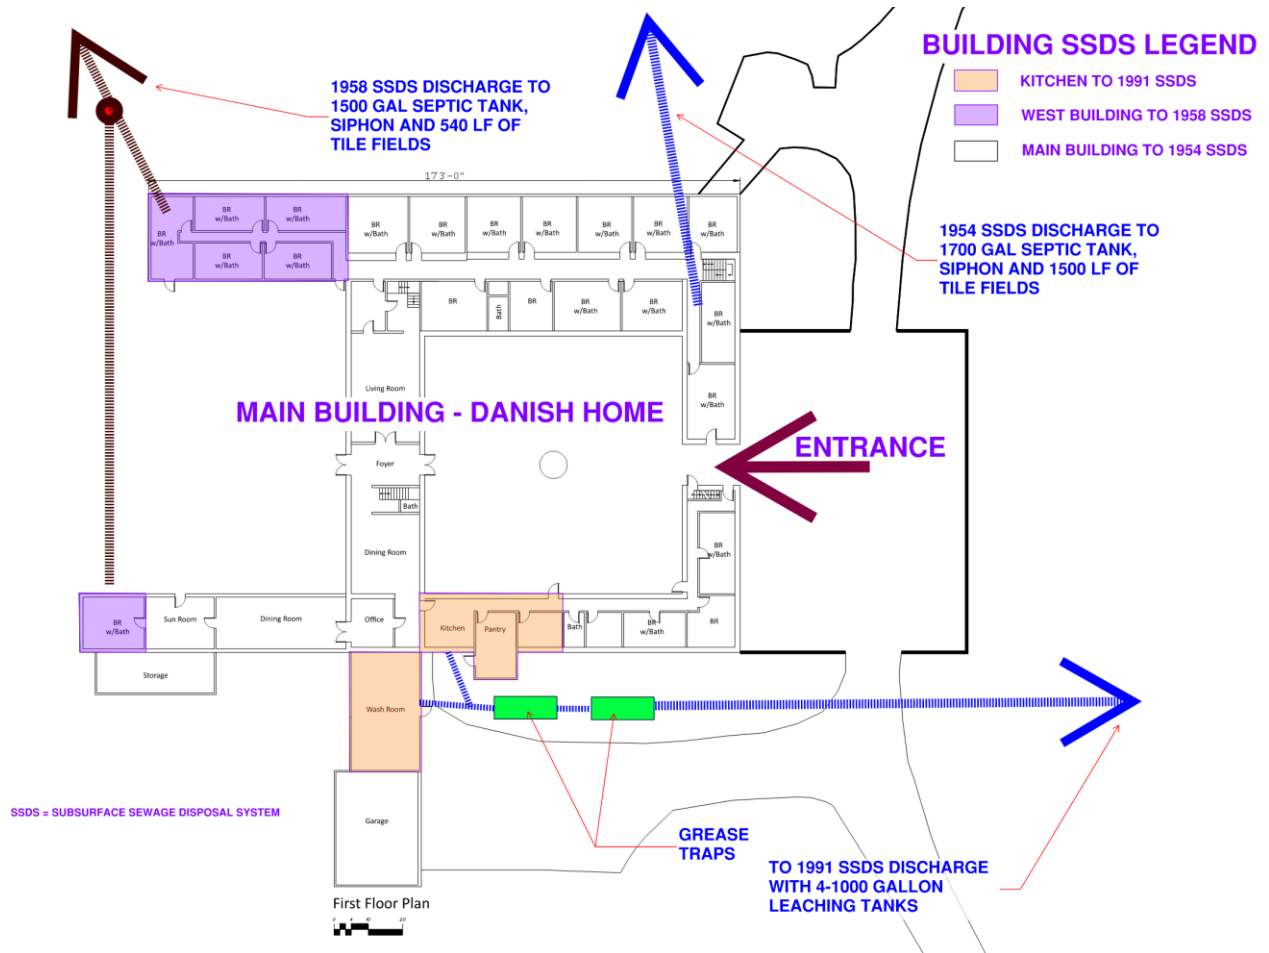 BUILDING SSDS LEGEND
KITCHEN TO 1991 SSDS
WEST BUILDING TO 1958 SSDS
MAIN BUILDING TO 1954 SSDS
1958 SSDS DISCHARGE TO
1500 GAL SEPTIC TANK,
SIPHON AND 540 LF OF
TILE FIELDS
173'-0"
1954 SSDS DISCHARGE TO
1700 GAL SEPTIC TANK,
SIPHON AND 1500 LF OF
TILE FIELDS
BR
w/Bath
BR
w/Bath
BR
w/Bath
BR
w/Bath
BR
w/Bath
BR
w/Bath
BR
w/Bath
BR
w/Bath
BR
w/Bath
BR
w/Bath
BR
w/Bath
BR
w/Bath
BR
w/Bath
BR
Bath
BR
BR
w/Bath
BR
w/Bath
BR
w/Bath
Living Room
BR
w/Bath
MAIN BUILDING - DANISH HOME
ENTRANCE
Foyer
Bath
Dining Room
BR
w/Bath
BR
w/Bath
Sun Room
Dining Room
Office
Kitchen
Pantry
Bath
BR
w/Bath
BR
Storage
Wash Room
SSDS = SUBSURFACE SEWAGE DISPOSAL SYSTEM
Garage
GREASE
TRAPS
TO 1991 SSDS DISCHARGE
WITH 4-1000 GALLON
LEACHING TANKS
First Floor Plan
0 4 10 20